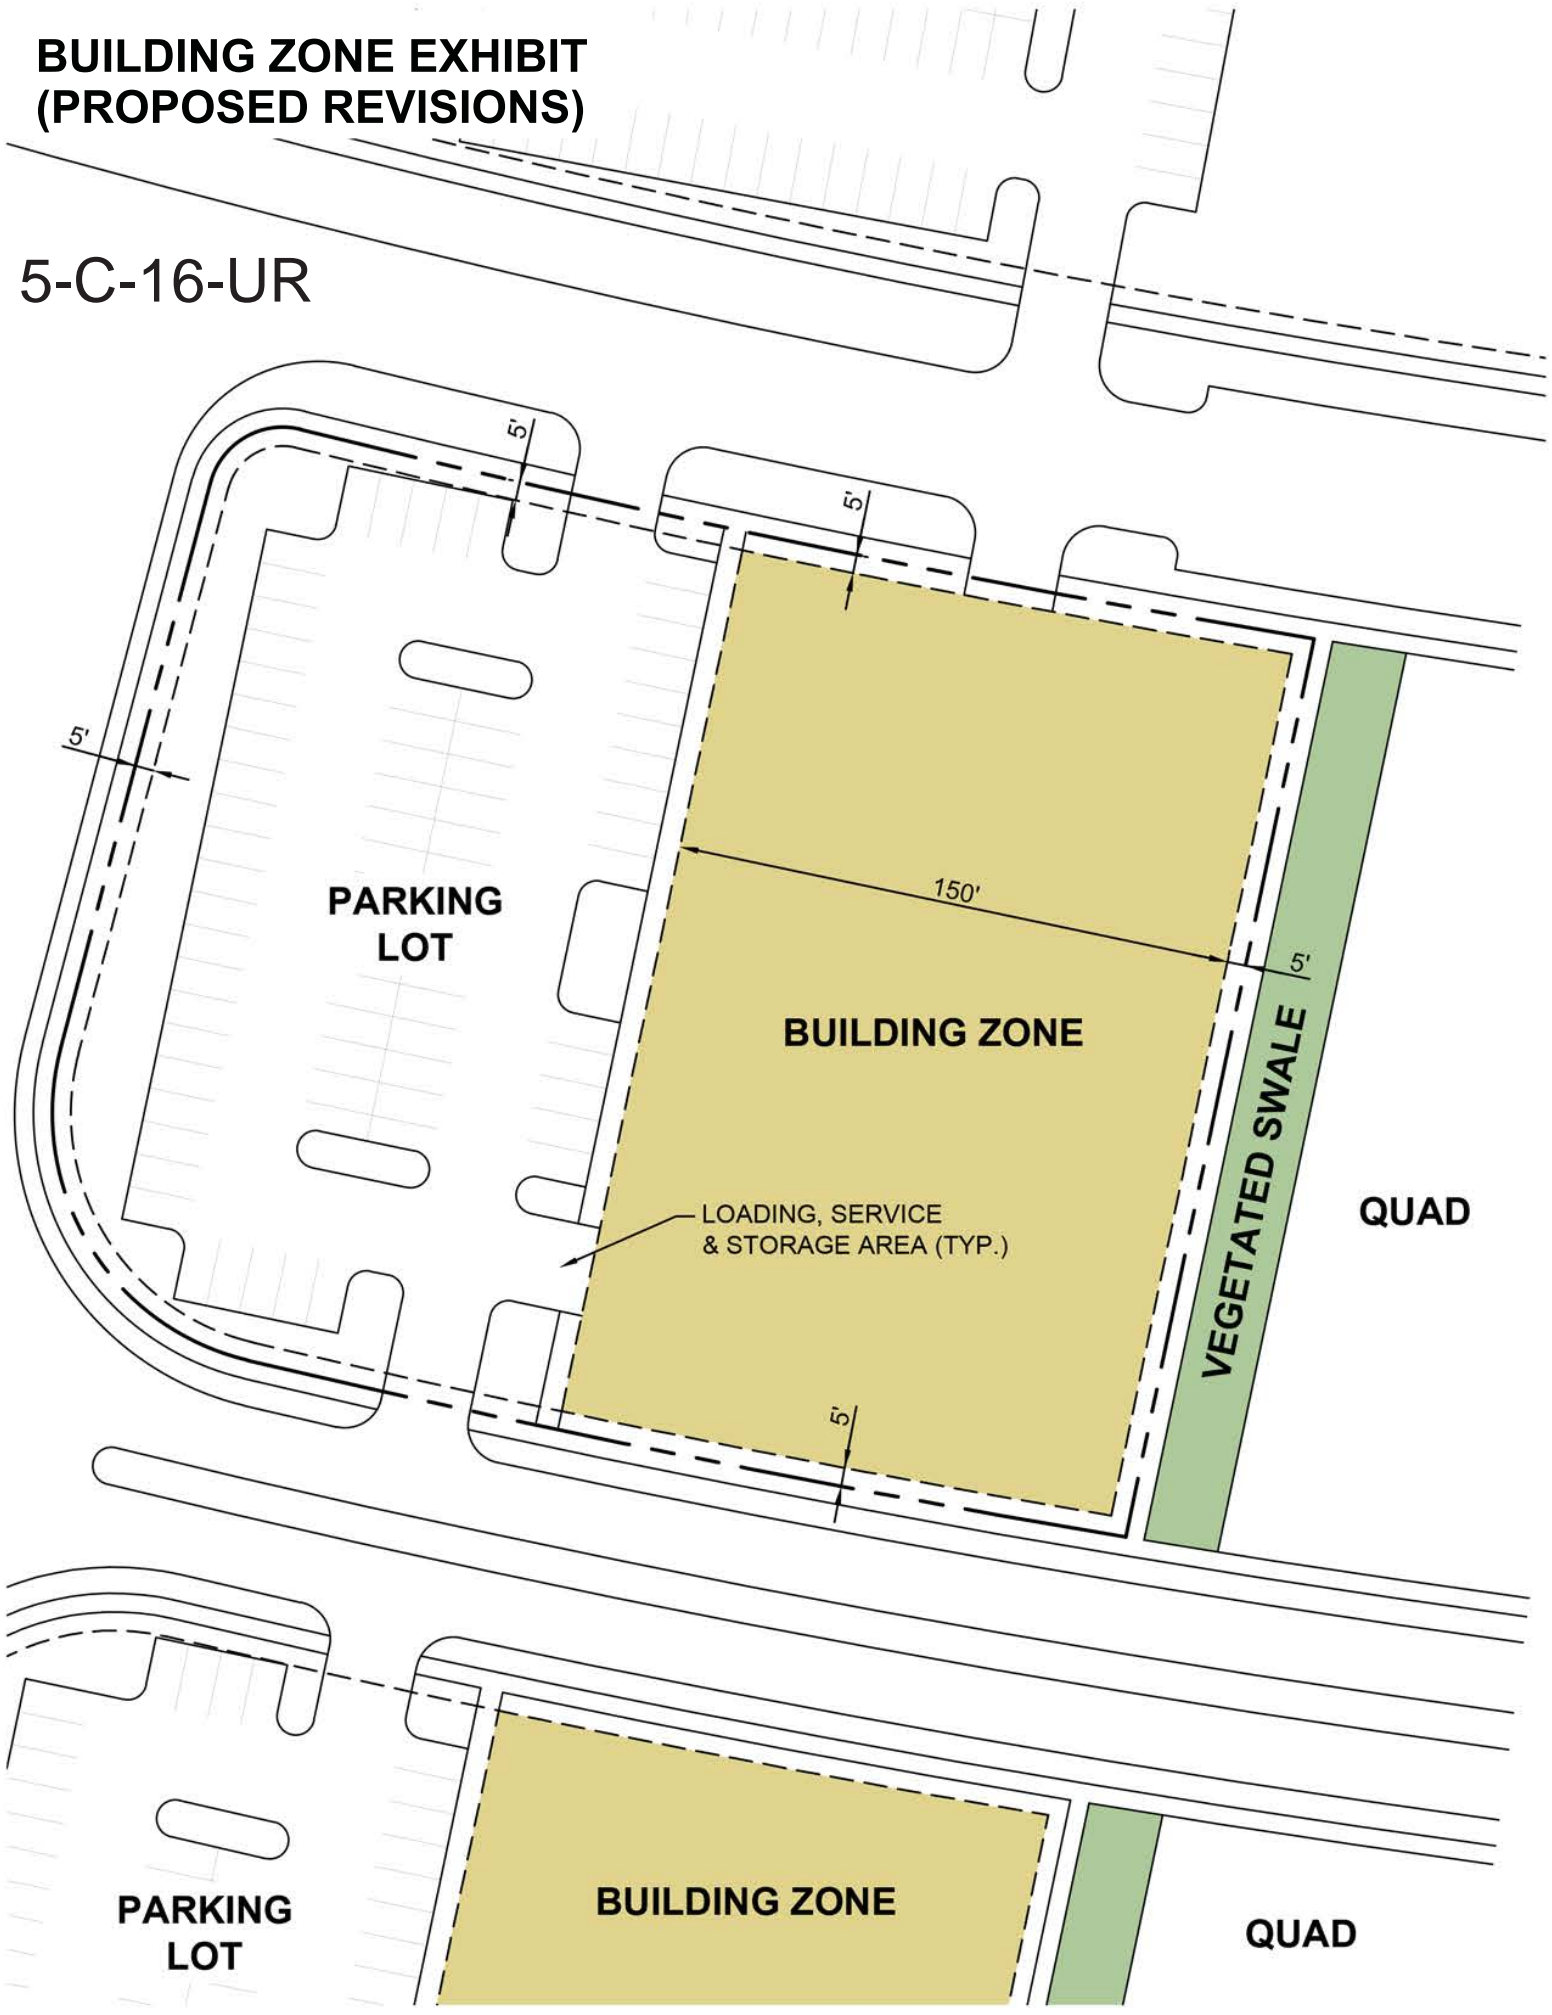 BUILDING ZONE EXHIBIT
(PROPOSED REVISIONS)
5-C-16-UR
5'
5'
5'
PARKING
LOT
150'
5'
BUILDING ZONE
VEGETATED SWALE
QUAD
LOADING, SERVICE
& STORAGE AREA (TYP.)
5'
BUILDING ZONE
PARKING
LOT
QUAD